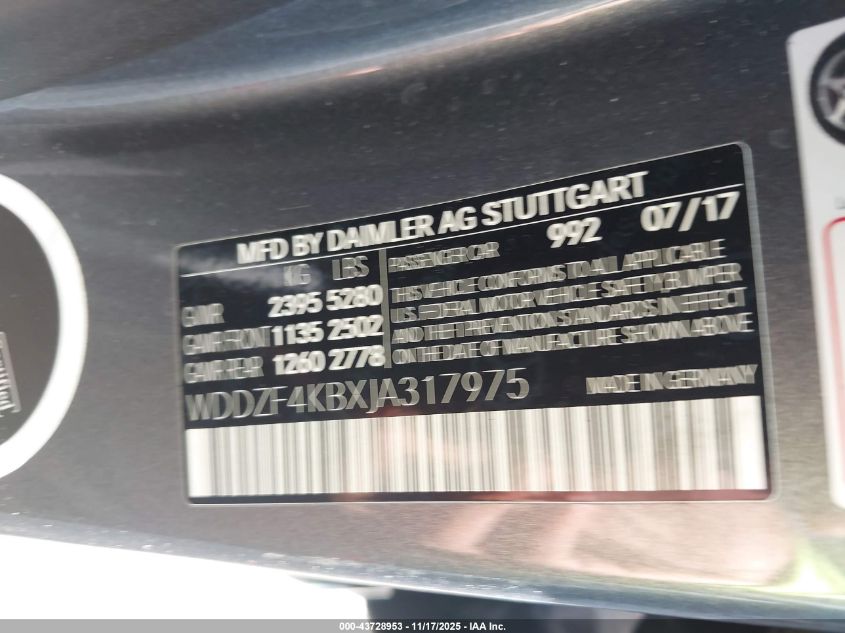 MFD BY DAIMLER AG STUTTGART
KG LBS PASSENGER CAR 992 07/17
GVWR 2395 5280
GAWR FRONT 1135 2502
GAWR REAR 1260 2778
THIS VEHICLE CONFORMS TO ALL APPLICABLE
U.S. FEDERAL MOTOR VEHICLE SAFETY, BUMPER
AND THEFT PREVENTION STANDARDS IN EFFECT
ON THE DATE OF MANUFACTURE SHOWN ABOVE
WDDZF4KBXJA317975 MADE IN GERMANY
000-43728953 - 11/17/2025 - IAA Inc.